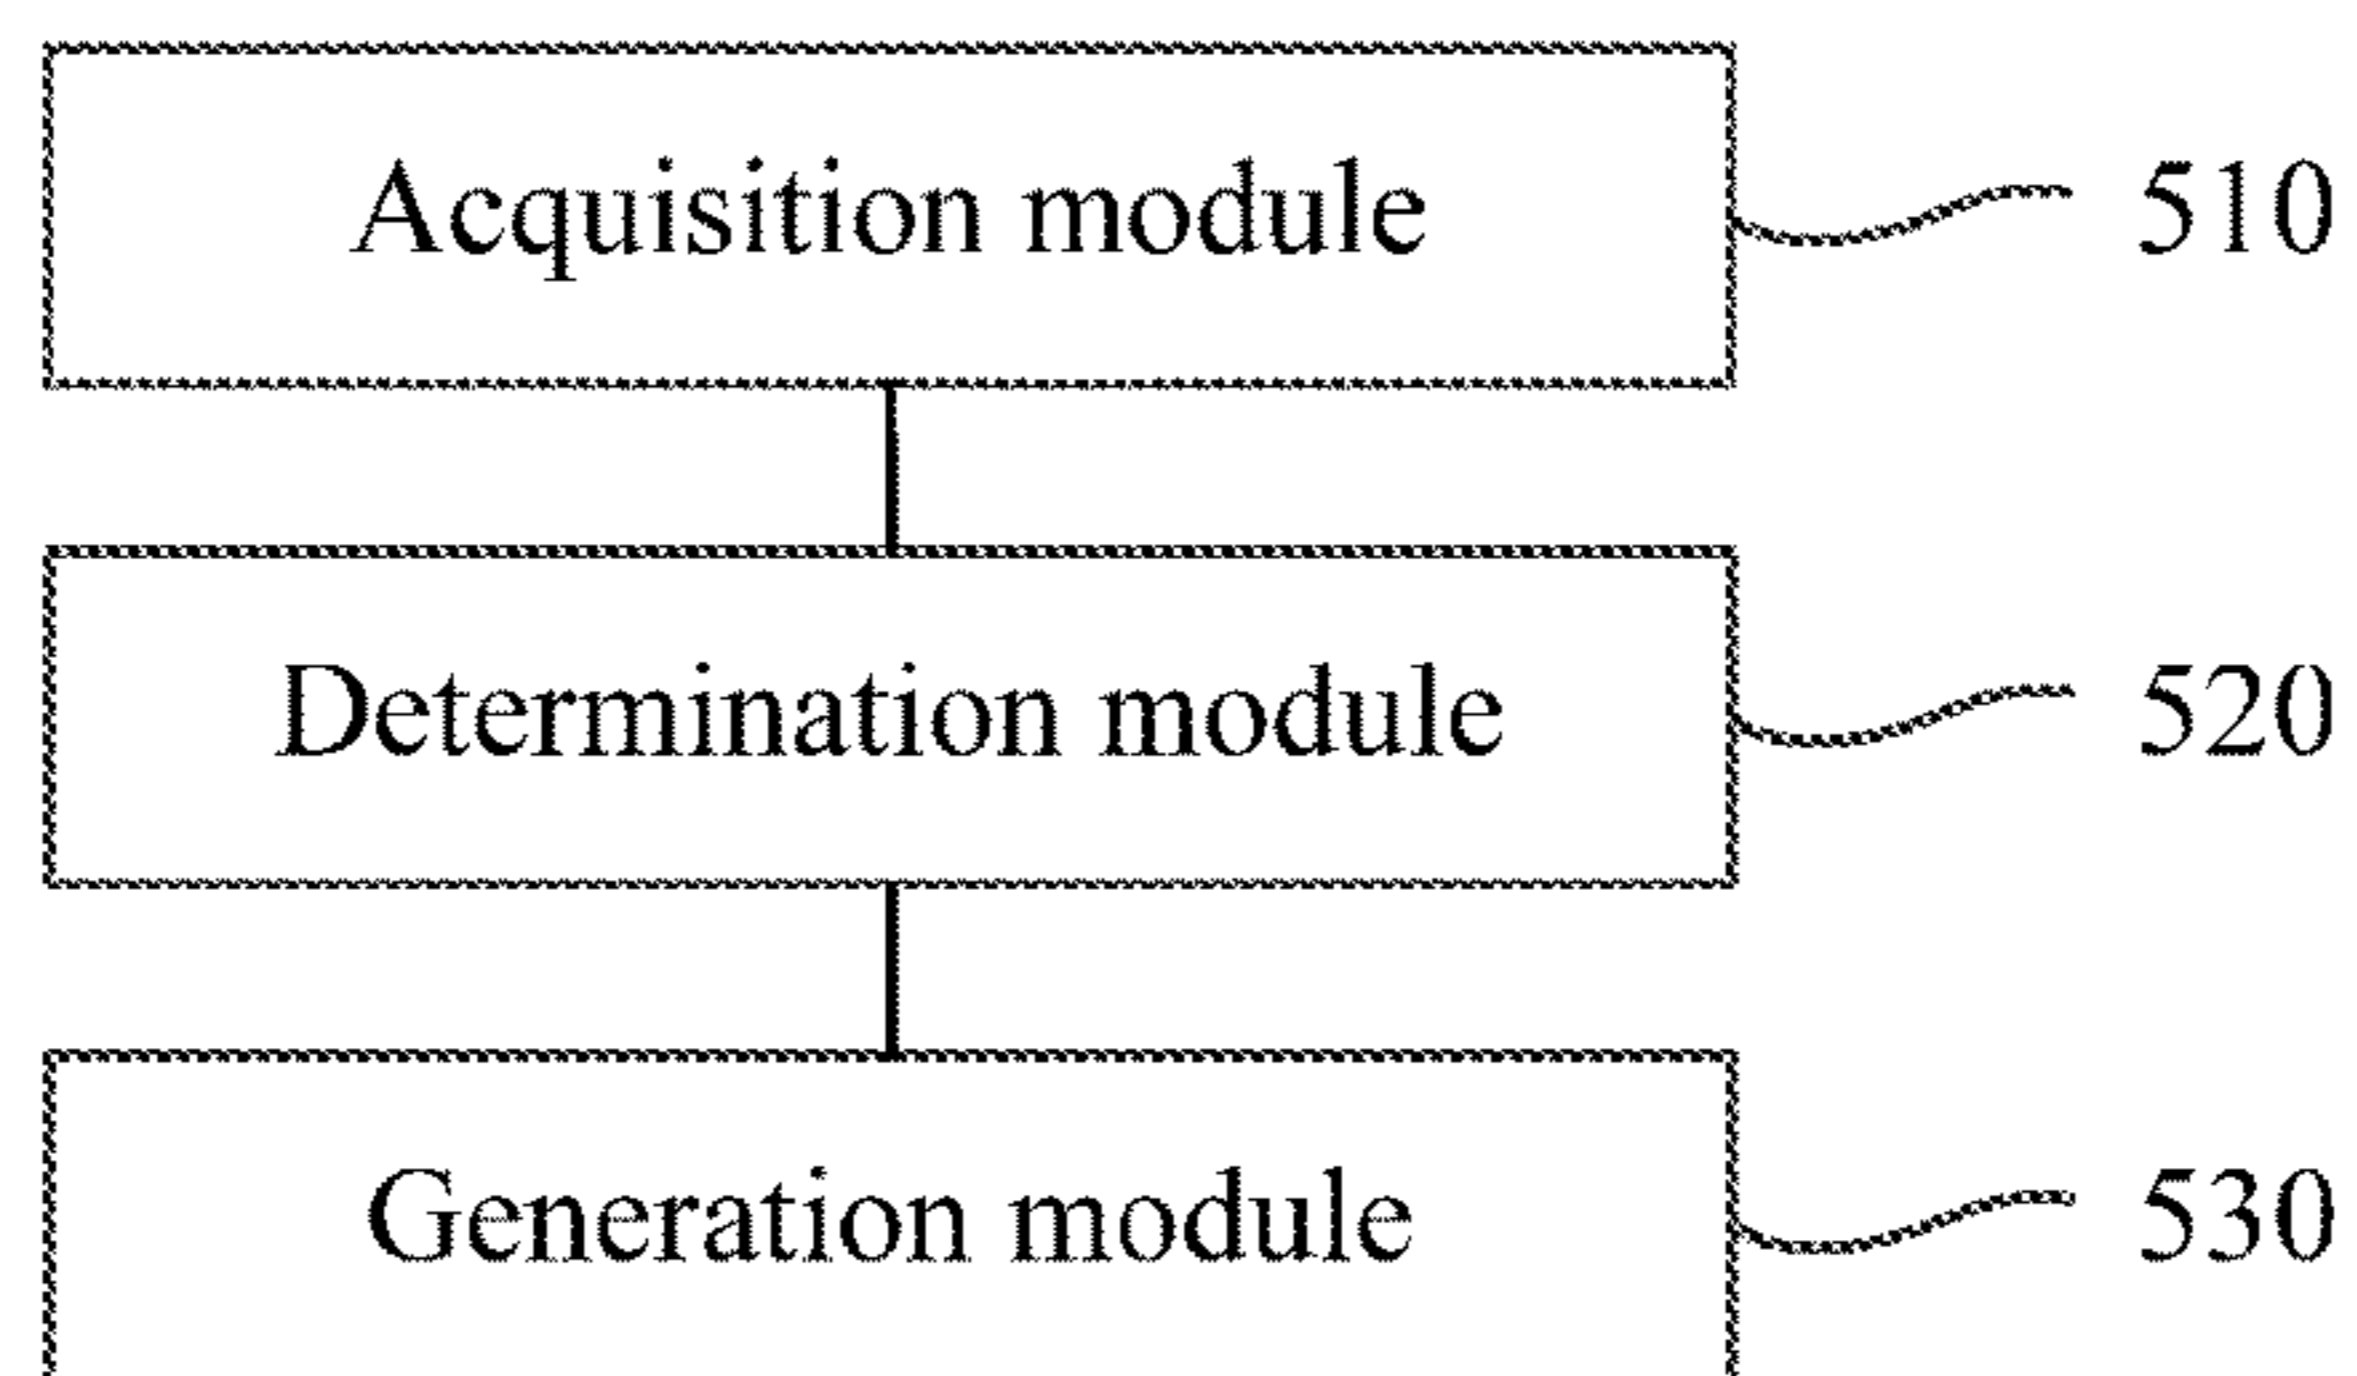 Acquisition module 510
Determination module 520
Generation module 530